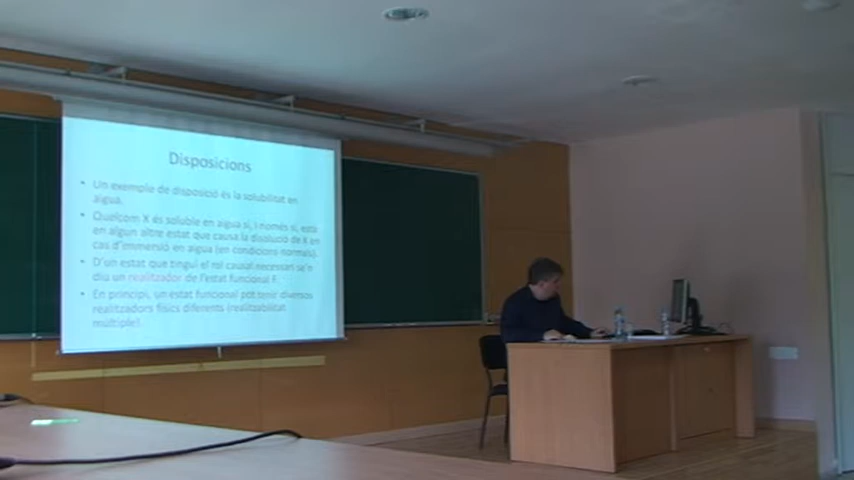 Disposicions
• Un exemple de disposició és la solubilitat en
aigua.
• Quelcom X és soluble en aigua si, i només si, esta
en algun altre estat que causa la dissolució de X en
cas d'immersió en aigua (en condicions normals).
• D'un estat que tingui el rol causal necessari se'n
diu un realitzador de l'estat funcional F.
• En principi, un estat funcional pot tenir diversos
realitzadors físics diferents (realitzabilitat
múltiple)